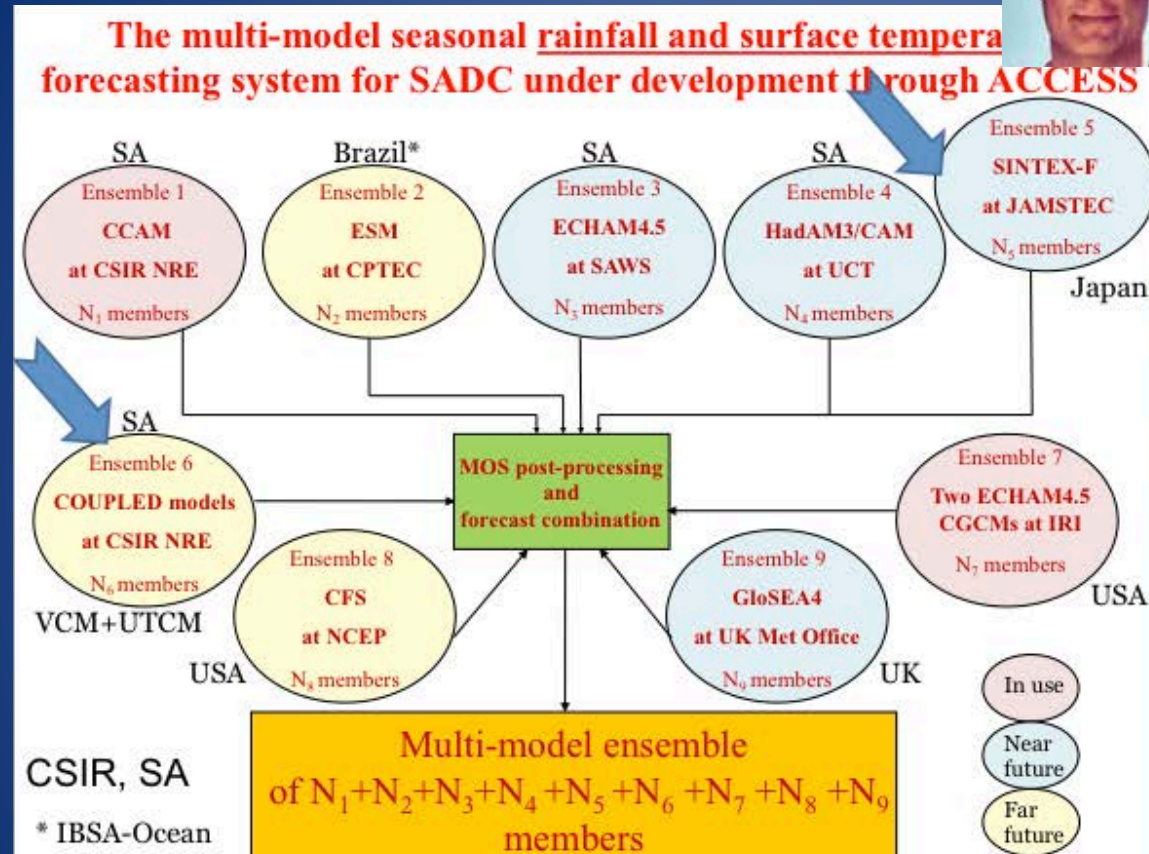 The multi-model seasonal rainfall and surface
forecasting system for SADC under development through ACCESS
SA
Ensemble 1
CCAM
at CSIR NRE
N₁ members
Brazil*
Ensemble 2
ESM
at CPTEC
N₂ members
SA
Ensemble 3
ECHAM4.5
at SAWS
N₃ members
SA
Ensemble 4
HadAM3/CAM
at UCT
N₄ members
Ensemble 5
SINTEX-F
at JAMSTEC
N₅ members
Japan
SA
Ensemble 6
COUPLED models
at CSIR NRE
N₆ members
VCM+UTCM
MOS post-processing
and
forecast combination
Ensemble 7
Two ECHAM4.5
CGCMs at IRI
N₇ members
USA
Ensemble 8
CFS
at NCEP
N₈ members
USA
Ensemble 9
GloSEA4
at UK Met Office
N₉ members
UK
Multi-model ensemble
of N₁+N₂+N₃+N₄+N₅+N₆+N₇+N₈+N₉
members
CSIR, SA
* IBSA-Ocean
In use
Near
future
Far
future